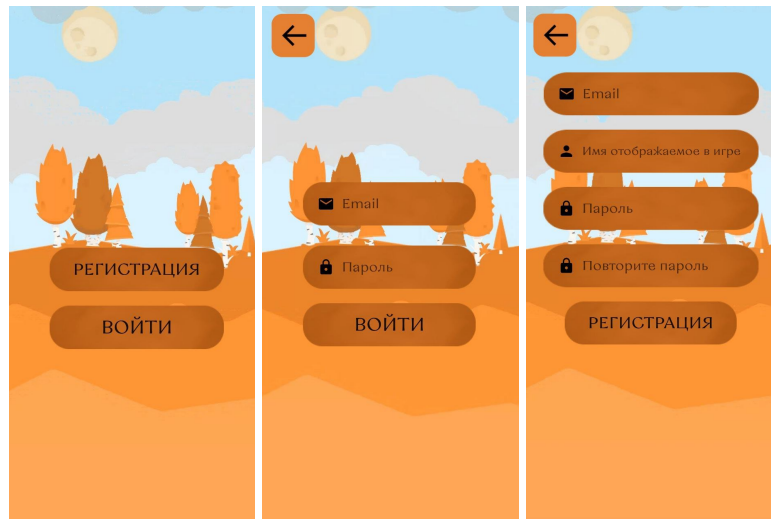 РЕГИСТРАЦИЯ
ВОЙТИ
Email
Пароль
ВОЙТИ
Email
Имя отображаемое в игре
Пароль
Повторите пароль
РЕГИСТРАЦИЯ